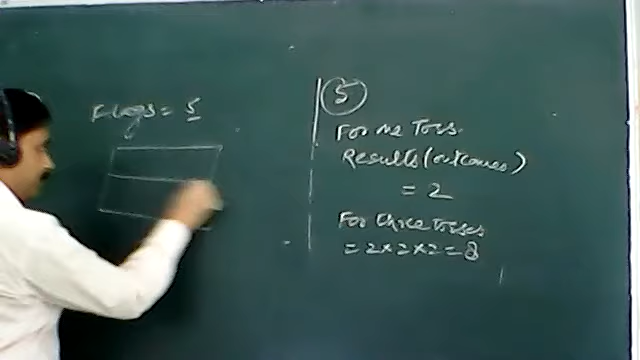 Flags = 5
5
For one Toss.
Results (outcomes)
= 2
For three tosses
= 2 × 2 × 2 = 8